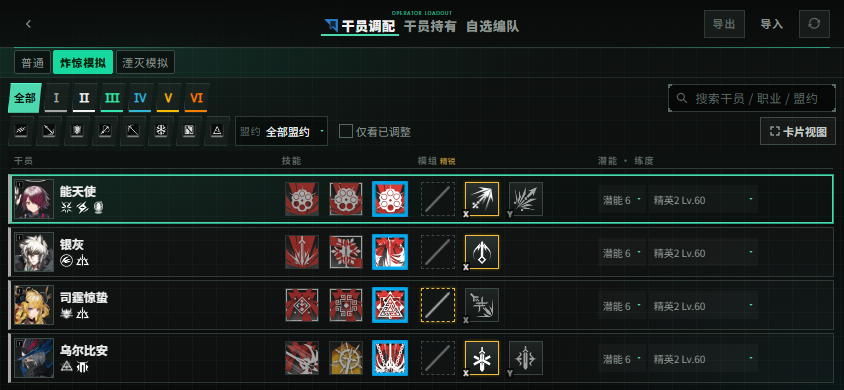 OPERATOR LOADOUT
干员调配 干员持有 自选编队
导出 导入
普通 炸惊模拟 湮灭模拟
全部 I II III IV V VI
搜索干员 / 职业 / 盟约
盟约 全部盟约 仅看已调整
卡片视图
干员 技能 模组 精锐 潜能 · 练度
能天使 X Y 潜能 6 精英2 Lv.60
银灰 X 潜能 6 精英2 Lv.60
司霆惊蛰 X 潜能 6 精英2 Lv.60
乌尔比安 X Y 潜能 6 精英2 Lv.60